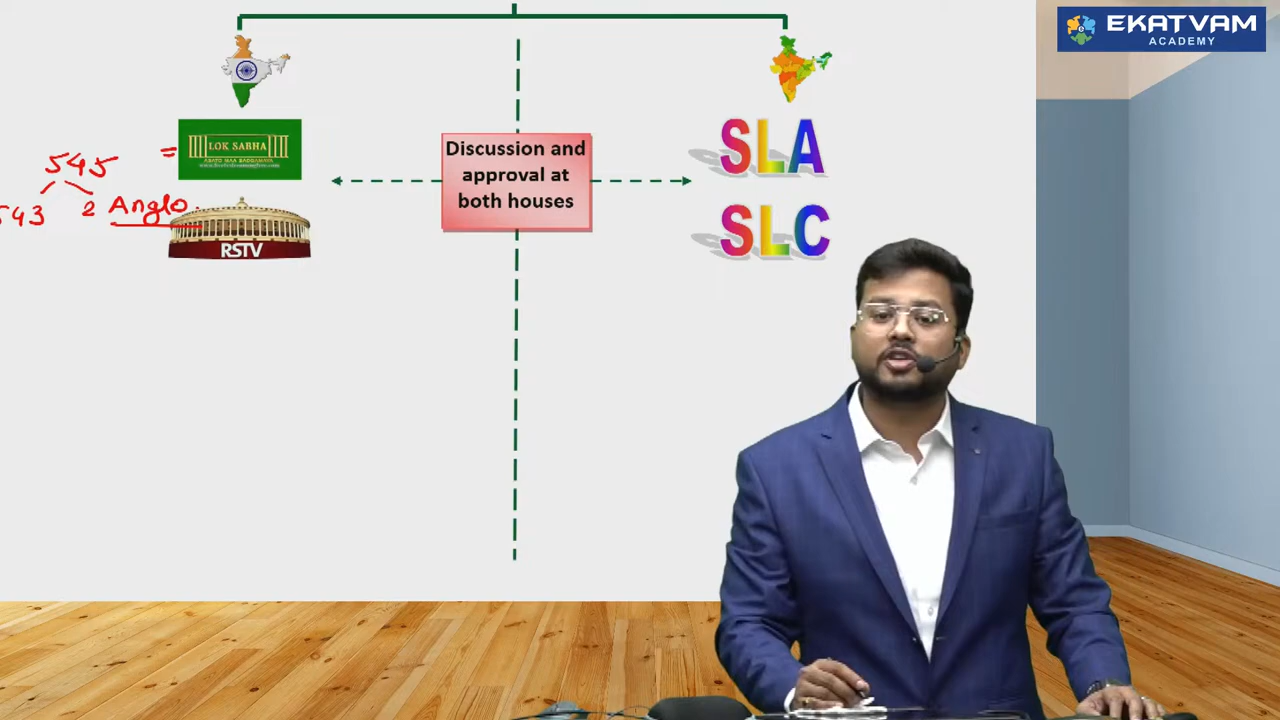 EKATVAM
ACADEMY
LOK SABHA
545
543 2 Anglo
RSTV
Discussion and
approval at
both houses
SLA
SLC